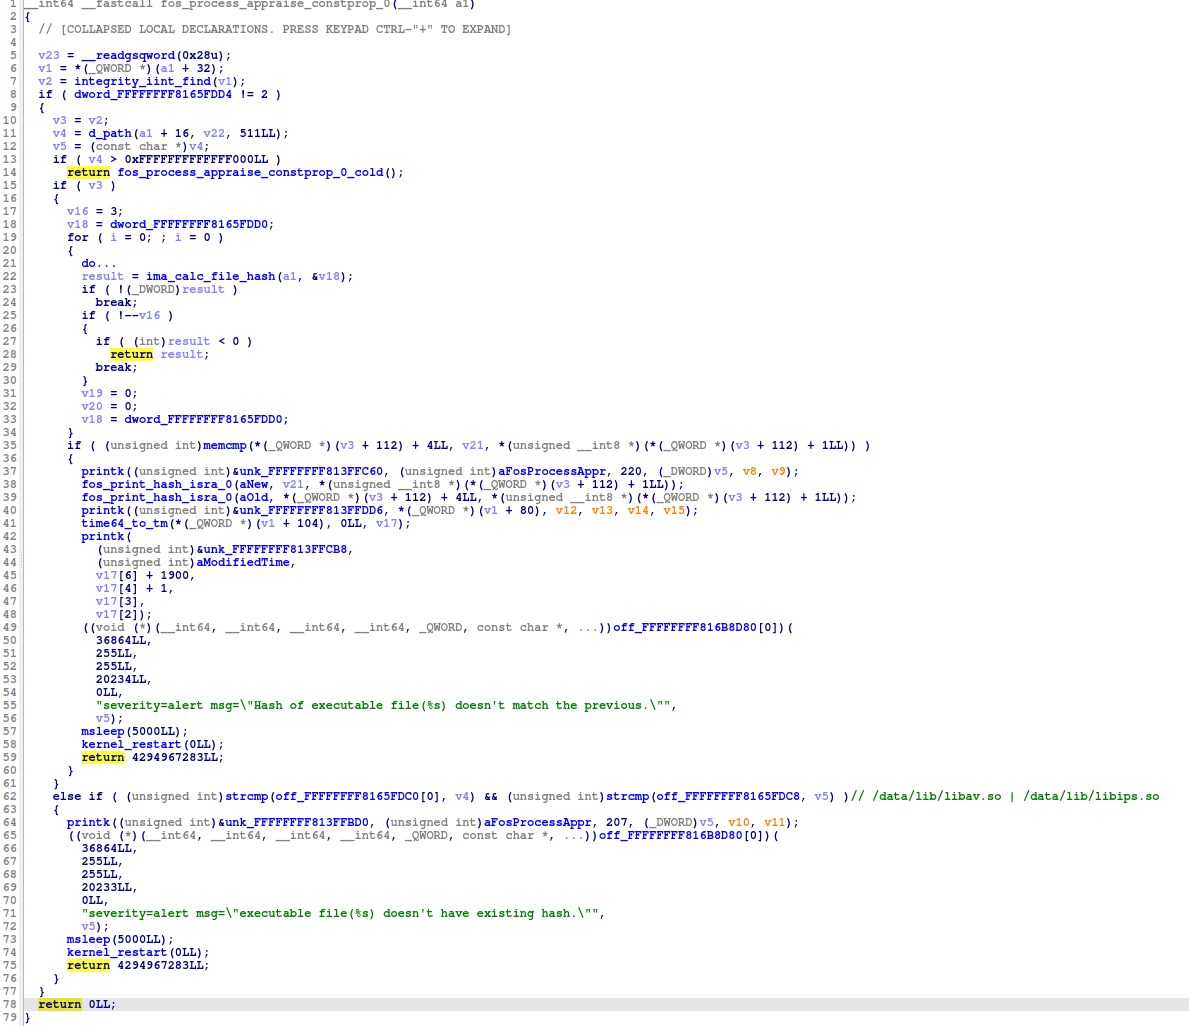 1 __int64 __fastcall fos_process_appraise_constprop_0(__int64 a1)
2 {
3   // [COLLAPSED LOCAL DECLARATIONS. PRESS KEYPAD CTRL-"+" TO EXPAND]
4
5   v23 = __readgsqword(0x28u);
6   v1 = *(_QWORD *)(a1 + 32);
7   v2 = integrity_iint_find(v1);
8   if ( dword_FFFFFFFF8165FDD4 != 2 )
9   {
10     v3 = v2;
11     v4 = d_path(a1 + 16, v22, 511LL);
12     v5 = (const char *)v4;
13     if ( v4 > 0xFFFFFFFFFFFFF000LL )
14       return fos_process_appraise_constprop_0_cold();
15     if ( v3 )
16     {
17       v16 = 3;
18       v18 = dword_FFFFFFFF8165FDD0;
19       for ( i = 0; ; i = 0 )
20       {
21         do...
22         result = ima_calc_file_hash(a1, &v18);
23         if ( !(_DWORD)result )
24           break;
25         if ( !--v16 )
26         {
27           if ( (int)result < 0 )
28             return result;
29           break;
30         }
31         v19 = 0;
32         v20 = 0;
33         v18 = dword_FFFFFFFF8165FDD0;
34       }
35       if ( (unsigned int)memcmp(*(_QWORD *)(v3 + 112) + 4LL, v21, *(unsigned __int8 *)(*(_QWORD *)(v3 + 112) + 1LL)) )
36       {
37         printk((unsigned int)&unk_FFFFFFFF813FFC60, (unsigned int)aFosProcessAppr, 220, (_DWORD)v5, v8, v9);
38         fos_print_hash_isra_0(aNew, v21, *(unsigned __int8 *)(*(_QWORD *)(v3 + 112) + 1LL));
39         fos_print_hash_isra_0(aOld, *(_QWORD *)(v3 + 112) + 4LL, *(unsigned __int8 *)(*(_QWORD *)(v3 + 112) + 1LL));
40         printk((unsigned int)&unk_FFFFFFFF813FFDD6, *(_QWORD *)(v1 + 80), v12, v13, v14, v15);
41         time64_to_tm(*(_QWORD *)(v1 + 104), 0LL, v17);
42         printk(
43           (unsigned int)&unk_FFFFFFFF813FFCB8,
44           (unsigned int)aModifiedTime,
45           v17[6] + 1900,
46           v17[4] + 1,
47           v17[3],
48           v17[2]);
49         ((void (*)(__int64, __int64, __int64, __int64, _QWORD, const char *, ...))off_FFFFFFFF816B8D80[0])(
50           36864LL,
51           255LL,
52           255LL,
53           20234LL,
54           0LL,
55           "severity=alert msg=\"Hash of executable file(%s) doesn't match the previous.\"",
56           v5);
57         msleep(5000LL);
58         kernel_restart(0LL);
59         return 4294967283LL;
60       }
61     }
62     else if ( (unsigned int)strcmp(off_FFFFFFFF8165FDC0[0], v4) && (unsigned int)strcmp(off_FFFFFFFF8165FDC8, v5) )// /data/lib/libav.so | /data/lib/libips.so
63     {
64       printk((unsigned int)&unk_FFFFFFFF813FFBD0, (unsigned int)aFosProcessAppr, 207, (_DWORD)v5, v10, v11);
65       ((void (*)(__int64, __int64, __int64, __int64, _QWORD, const char *, ...))off_FFFFFFFF816B8D80[0])(
66         36864LL,
67         255LL,
68         255LL,
69         20233LL,
70         0LL,
71         "severity=alert msg=\"executable file(%s) doesn't have existing hash.\"",
72         v5);
73       msleep(5000LL);
74       kernel_restart(0LL);
75       return 4294967283LL;
76     }
77   }
78   return 0LL;
79 }